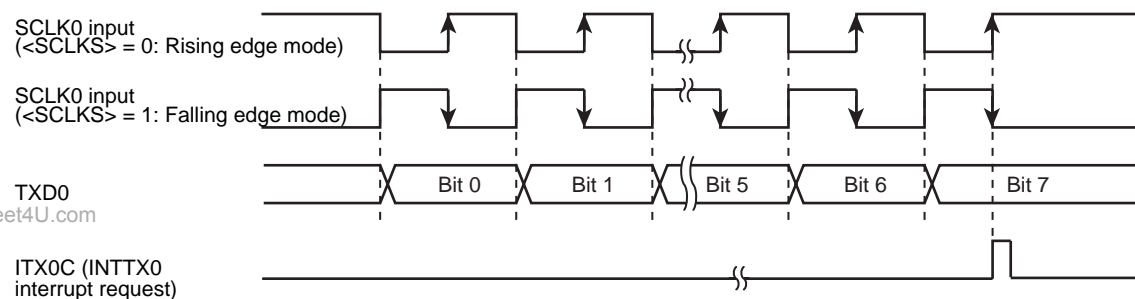 SCLK0 input
(<SCLKS> = 0: Rising edge mode)
SCLK0 input
(<SCLKS> = 1: Falling edge mode)
TXD0
Bit 0
Bit 1
Bit 5
Bit 6
Bit 7
eet4U.com
ITX0C (INTTX0
interrupt request)